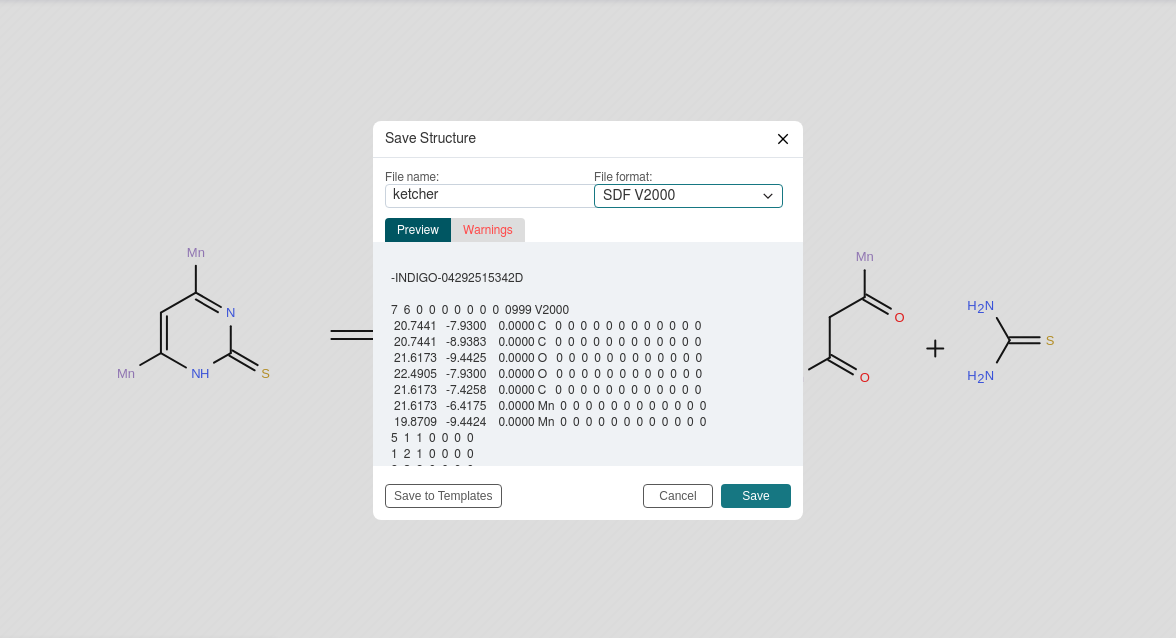 Save Structure
File name:
File format:
ketcher
SDF V2000
Preview
Warnings
-INDIGO-04292515342D
7 6 0 0 0 0 0 0 0 0999 V2000
20.7441 -7.9300 0.0000 C 0 0 0 0 0 0 0 0 0 0 0 0
20.7441 -8.9383 0.0000 C 0 0 0 0 0 0 0 0 0 0 0 0
21.6173 -9.4425 0.0000 O 0 0 0 0 0 0 0 0 0 0 0 0
22.4905 -7.9300 0.0000 O 0 0 0 0 0 0 0 0 0 0 0 0
21.6173 -7.4258 0.0000 C 0 0 0 0 0 0 0 0 0 0 0 0
21.6173 -6.4175 0.0000 Mn 0 0 0 0 0 0 0 0 0 0 0 0
19.8709 -9.4424 0.0000 Mn 0 0 0 0 0 0 0 0 0 0 0 0
5 1 1 0 0 0 0
1 2 1 0 0 0 0
Save to Templates
Cancel
Save
Mn
N
Mn
NH
S
Mn
O
O
+
H2N
S
H2N